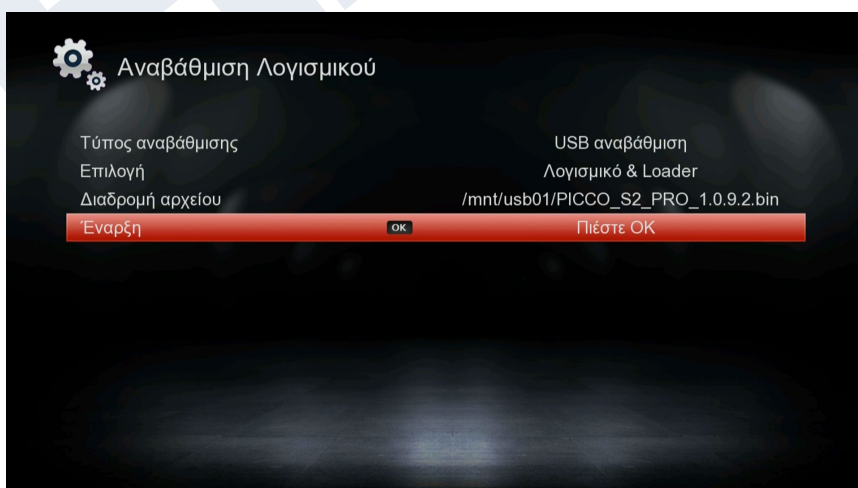 Αναβάθμιση Λογισμικού
Τύπος αναβάθμισης USB αναβάθμιση
Επιλογή Λογισμικό & Loader
Διαδρομή αρχείου /mnt/usb01/PICCO_S2_PRO_1.0.9.2.bin
Έναρξη OK Πιέστε ΟΚ